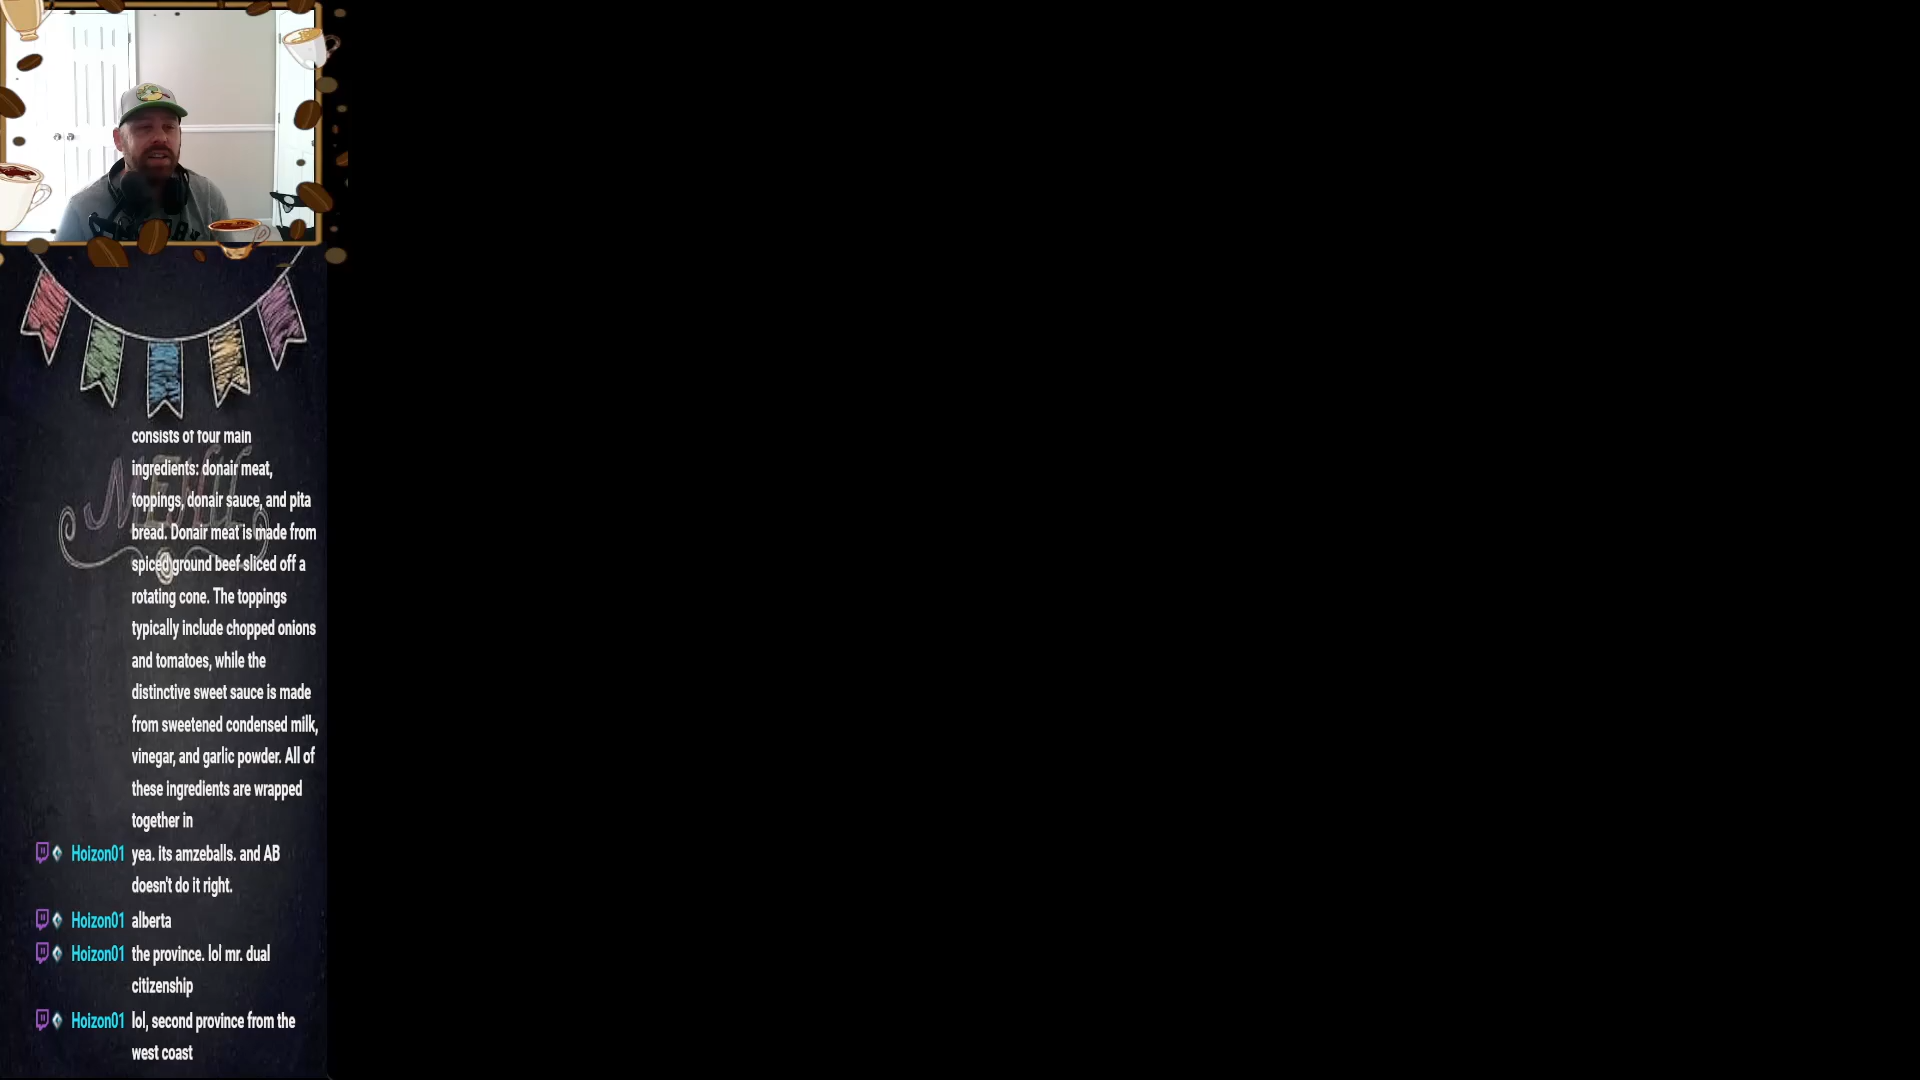 consists of four main
MENU
ingredients: donair meat,
toppings, donair sauce, and pita
bread. Donair meat is made from
spiced ground beef sliced off a
rotating cone. The toppings
typically include chopped onions
and tomatoes, while the
distinctive sweet sauce is made
from sweetened condensed milk,
vinegar, and garlic powder. All of
these ingredients are wrapped
together in
Hoizon01 yea. its amzeballs. and AB
doesn't do it right.
Hoizon01 alberta
Hoizon01 the province. lol mr. dual
citizenship
Hoizon01 lol, second province from the
west coast